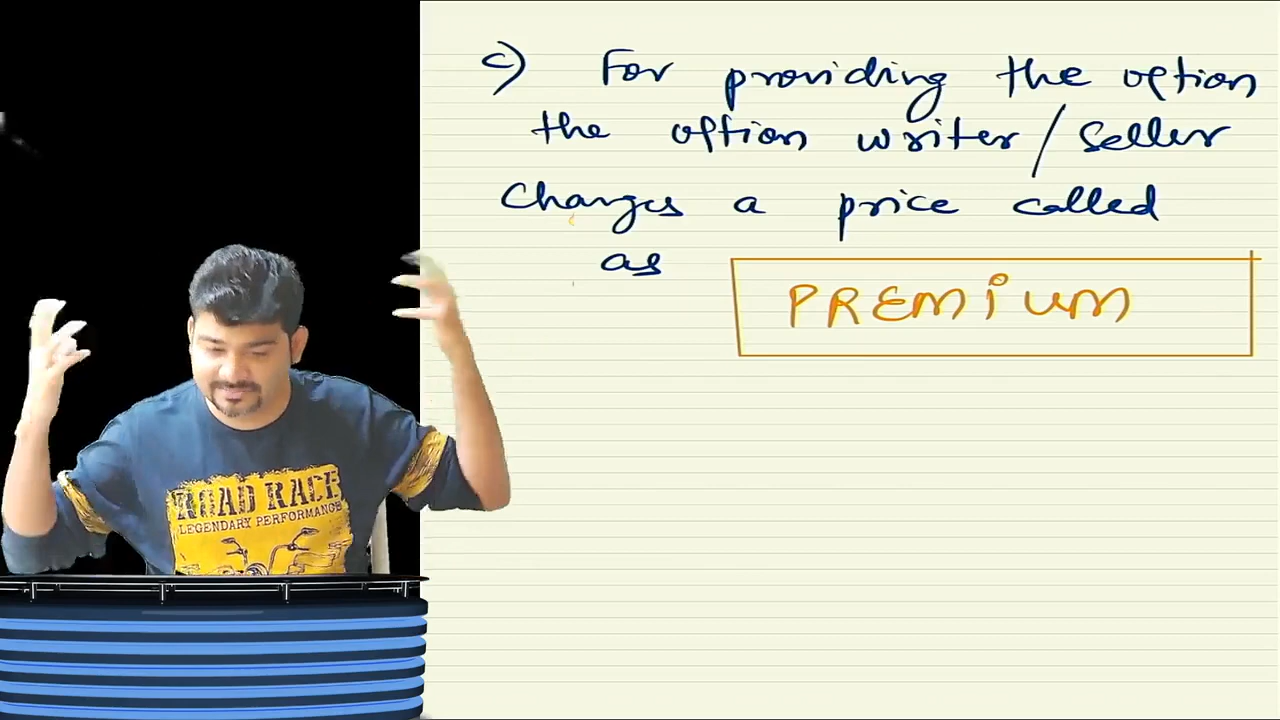 c) For providing the option
the option writer/seller
charges a price called
as
PREMIUM
ROAD RACE
LEGENDARY PERFORMANCE